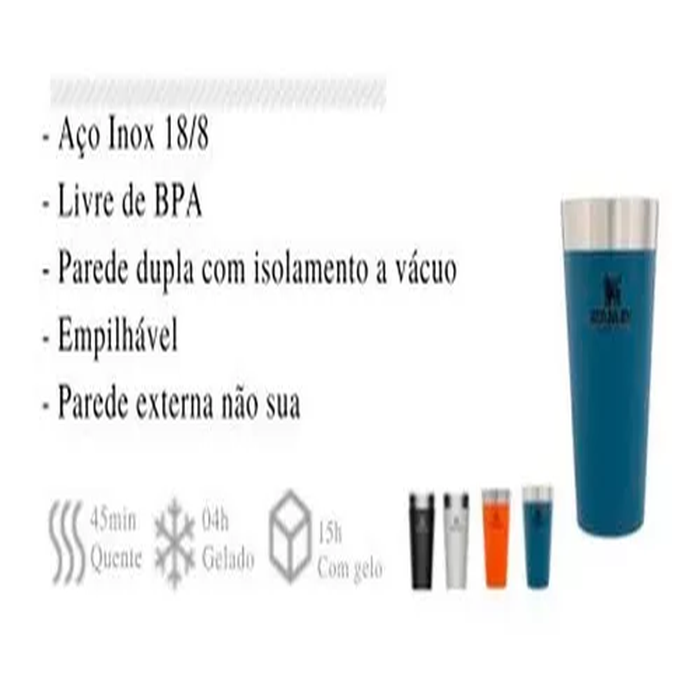 - Aço Inox 18/8
- Livre de BPA
- Parede dupla com isolamento a vácuo
- Empilhável
- Parede externa não sua
45min
Quente
04h
Gelado
15h
Com gelo
STANLEY